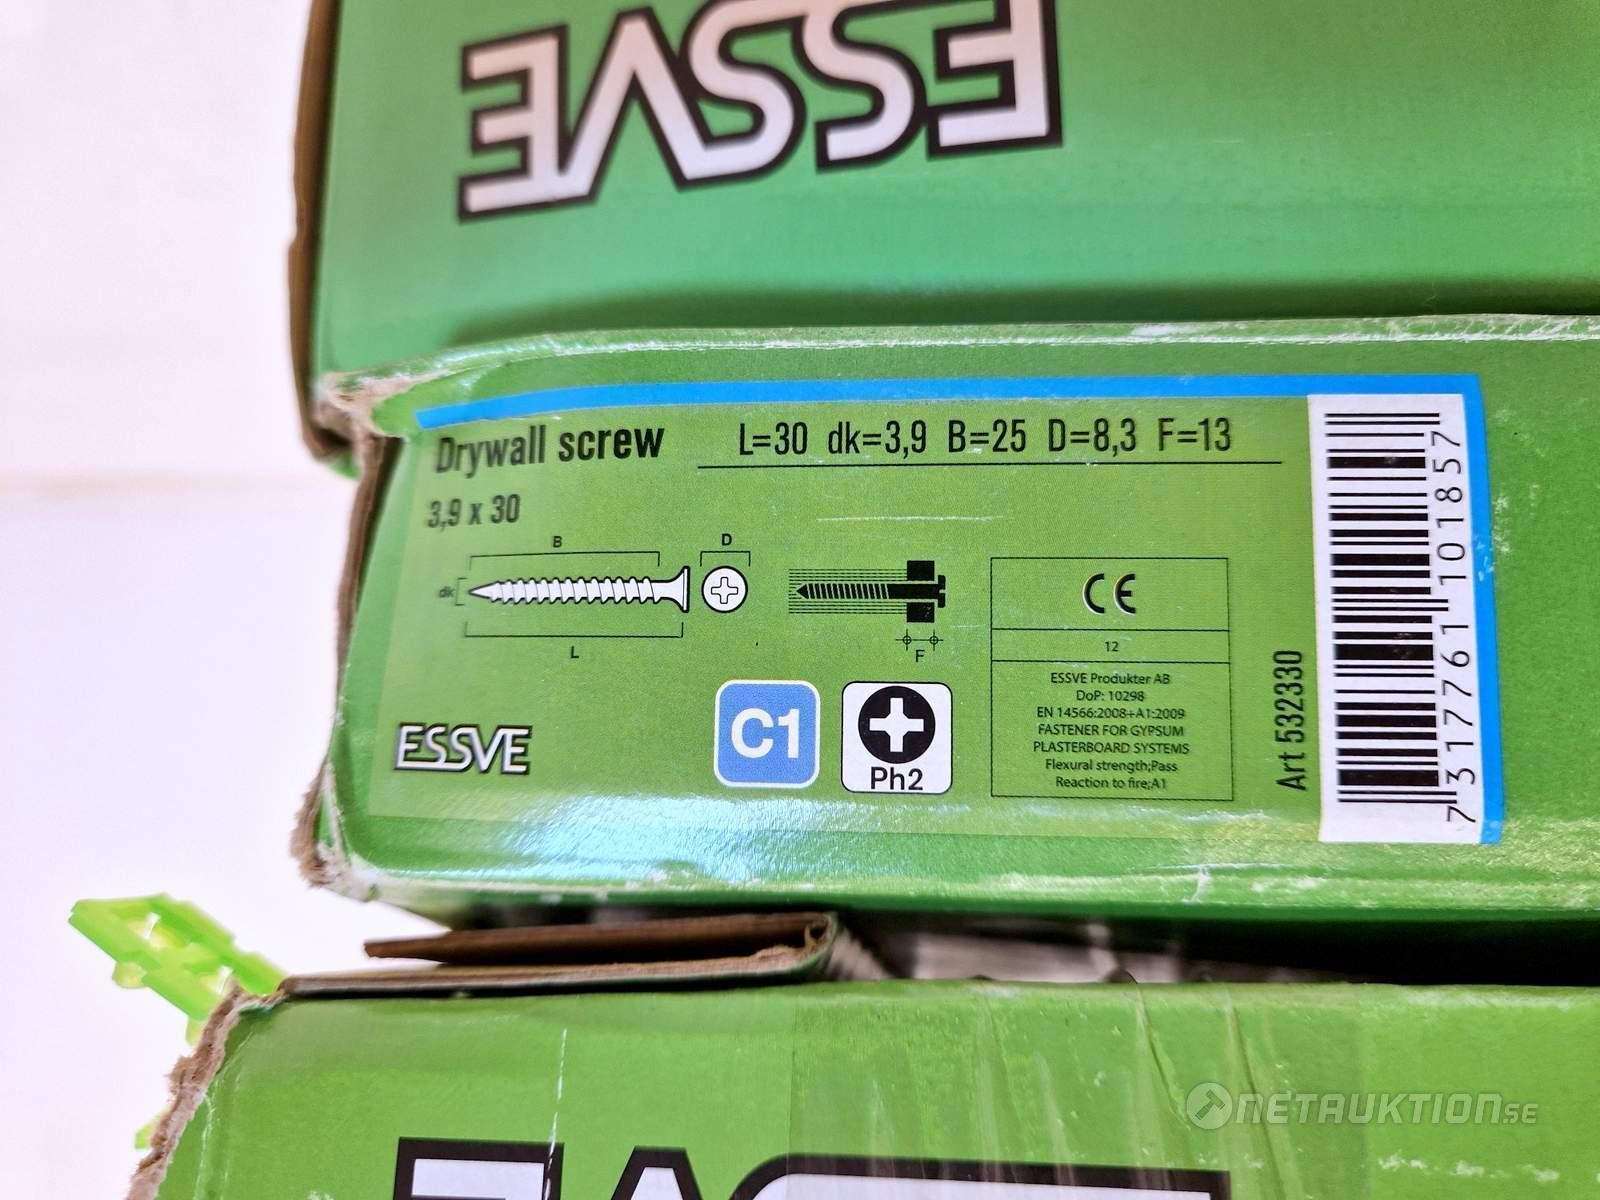 ESSVE
Drywall screw
L=30 dk=3,9 B=25 D=8,3 F=13
3,9 x 30
B
D
dk
L
F
CE
12
ESSVE Produkter AB
DoP: 10298
EN 14566:2008+A1:2009
FASTENER FOR GYPSUM
PLASTERBOARD SYSTEMS
Flexural strength;Pass
Reaction to fire;A1
ESSVE
C1
Ph2
Art 532330
7 317761 101857
NETAUKTION.SE